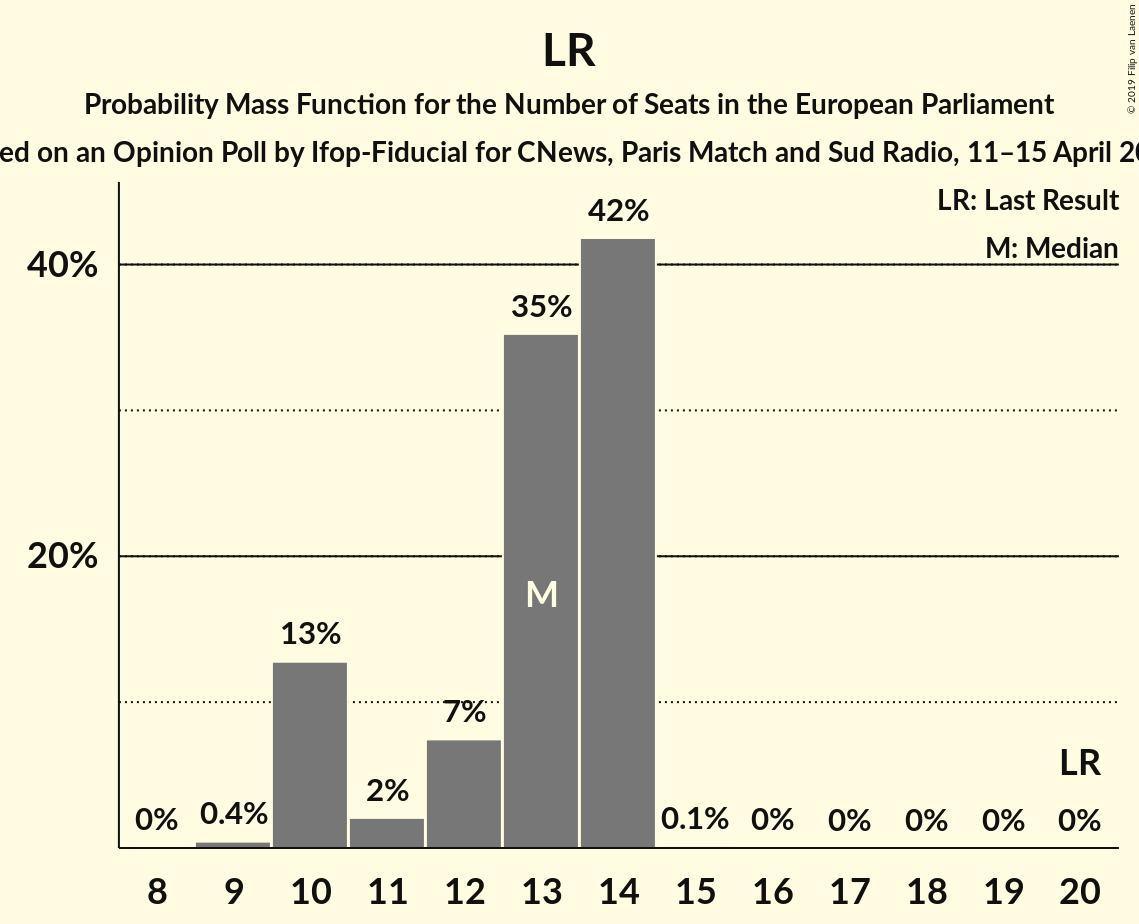 LR
Probability Mass Function for the Number of Seats in the European Parliament
ed on an Opinion Poll by Ifop-Fiducial for CNews, Paris Match and Sud Radio, 11–15 April 20
© 2019 Filip van Laenen
LR: Last Result
M: Median
40%
20%
0%
0.4%
13%
2%
7%
35%
42%
0.1%
0%
0%
0%
0%
0%
M
LR
8 9 10 11 12 13 14 15 16 17 18 19 20